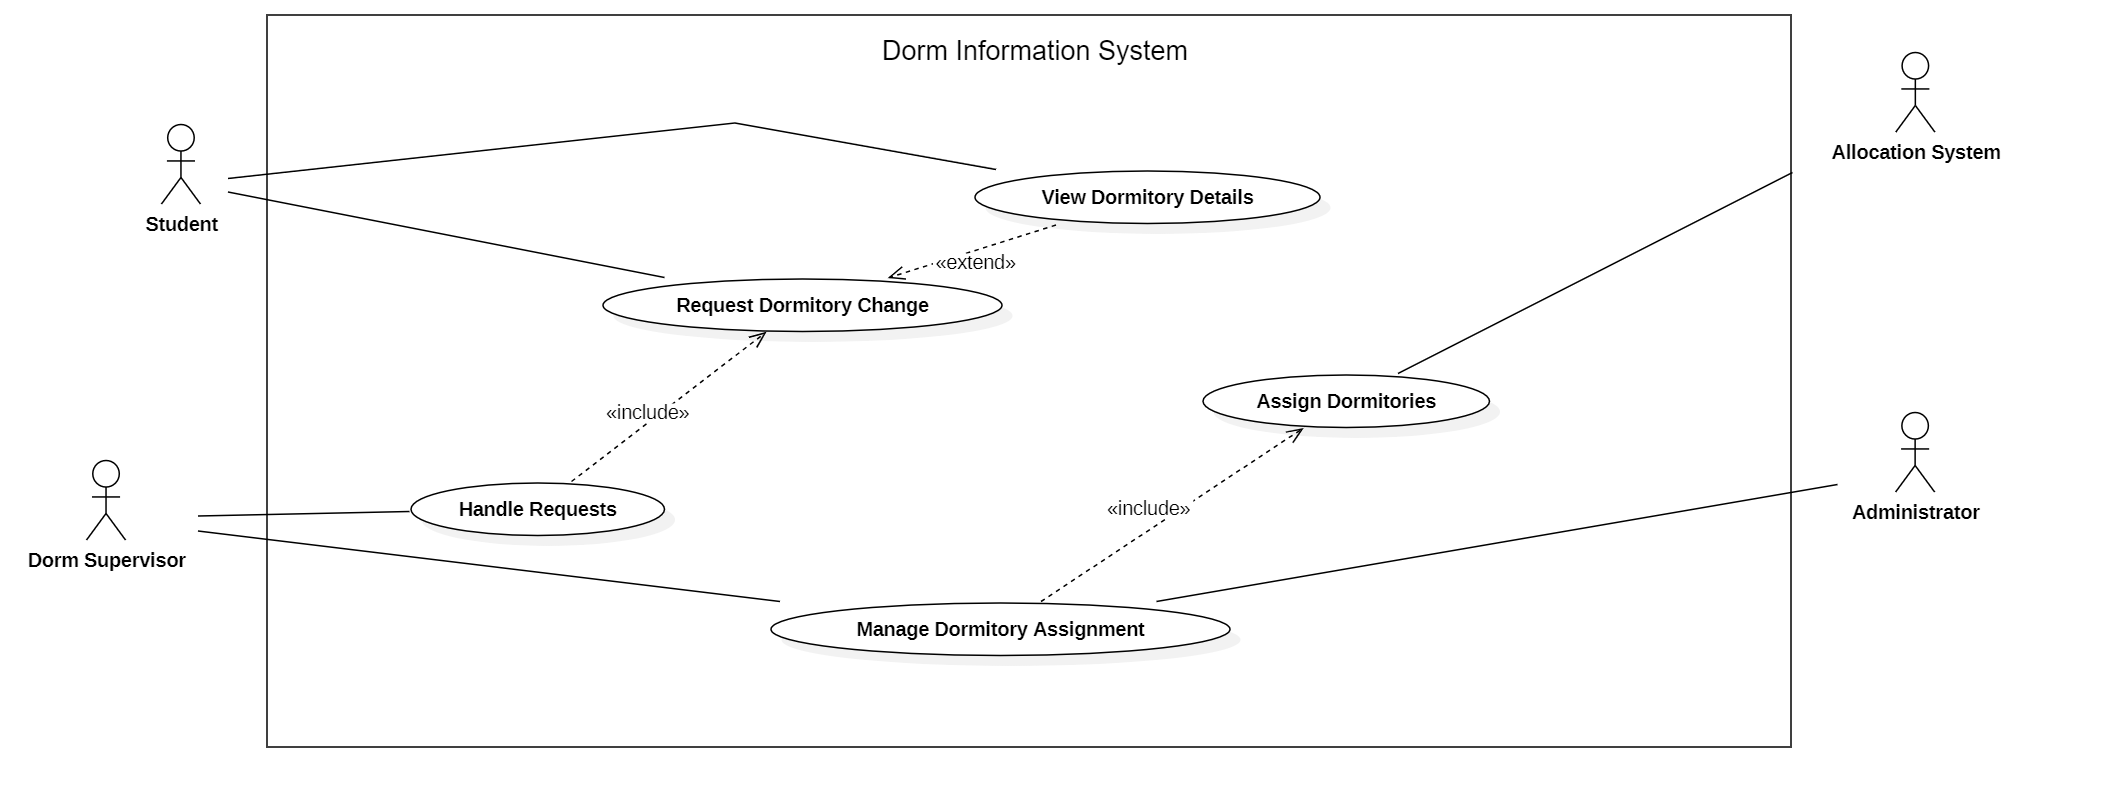 Dorm Information System
Allocation System
Student
View Dormitory Details
«extend»
Request Dormitory Change
«include»
Assign Dormitories
Handle Requests
«include»
Administrator
Dorm Supervisor
Manage Dormitory Assignment